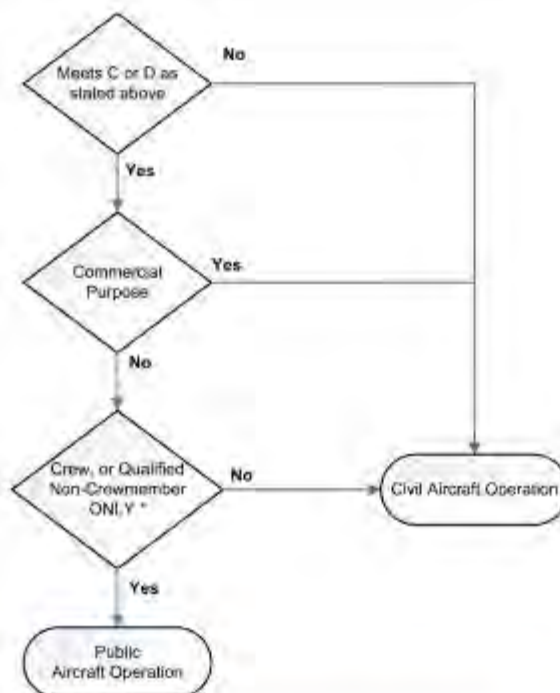 No
Meets C or D as
stated above
Yes
Commercial
Purpose
Yes
No
Crew, or Qualified
Non-Crewmember
ONLY *
No
Civil Aircraft Operation
Yes
Public
Aircraft Operation